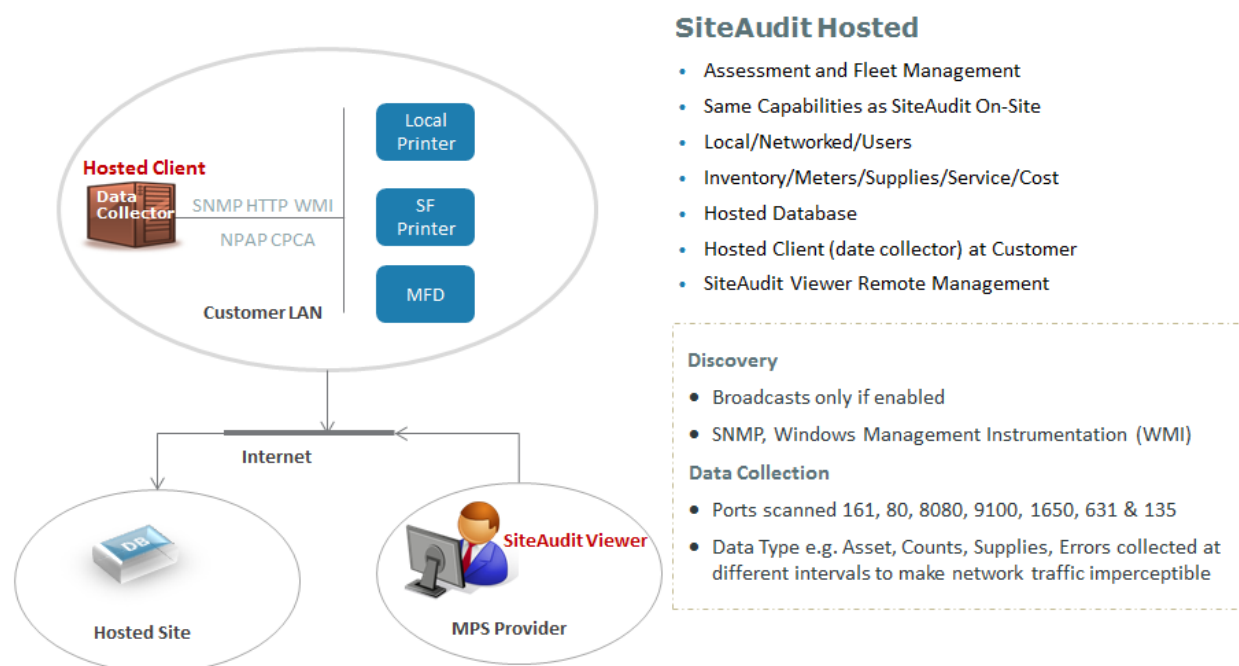 SiteAudit Hosted
• Assessment and Fleet Management
• Same Capabilities as SiteAudit On-Site
• Local/Networked/Users
• Inventory/Meters/Supplies/Service/Cost
• Hosted Database
• Hosted Client (date collector) at Customer
• SiteAudit Viewer Remote Management
Hosted Client
Data
Collector
SNMP HTTP WMI
NPAP CPCA
Customer LAN
Local
Printer
SF
Printer
MFD
Internet
DB
Hosted Site
SiteAudit Viewer
MPS Provider
Discovery
• Broadcasts only if enabled
• SNMP, Windows Management Instrumentation (WMI)
Data Collection
• Ports scanned 161, 80, 8080, 9100, 1650, 631 & 135
• Data Type e.g. Asset, Counts, Supplies, Errors collected at
different intervals to make network traffic imperceptible